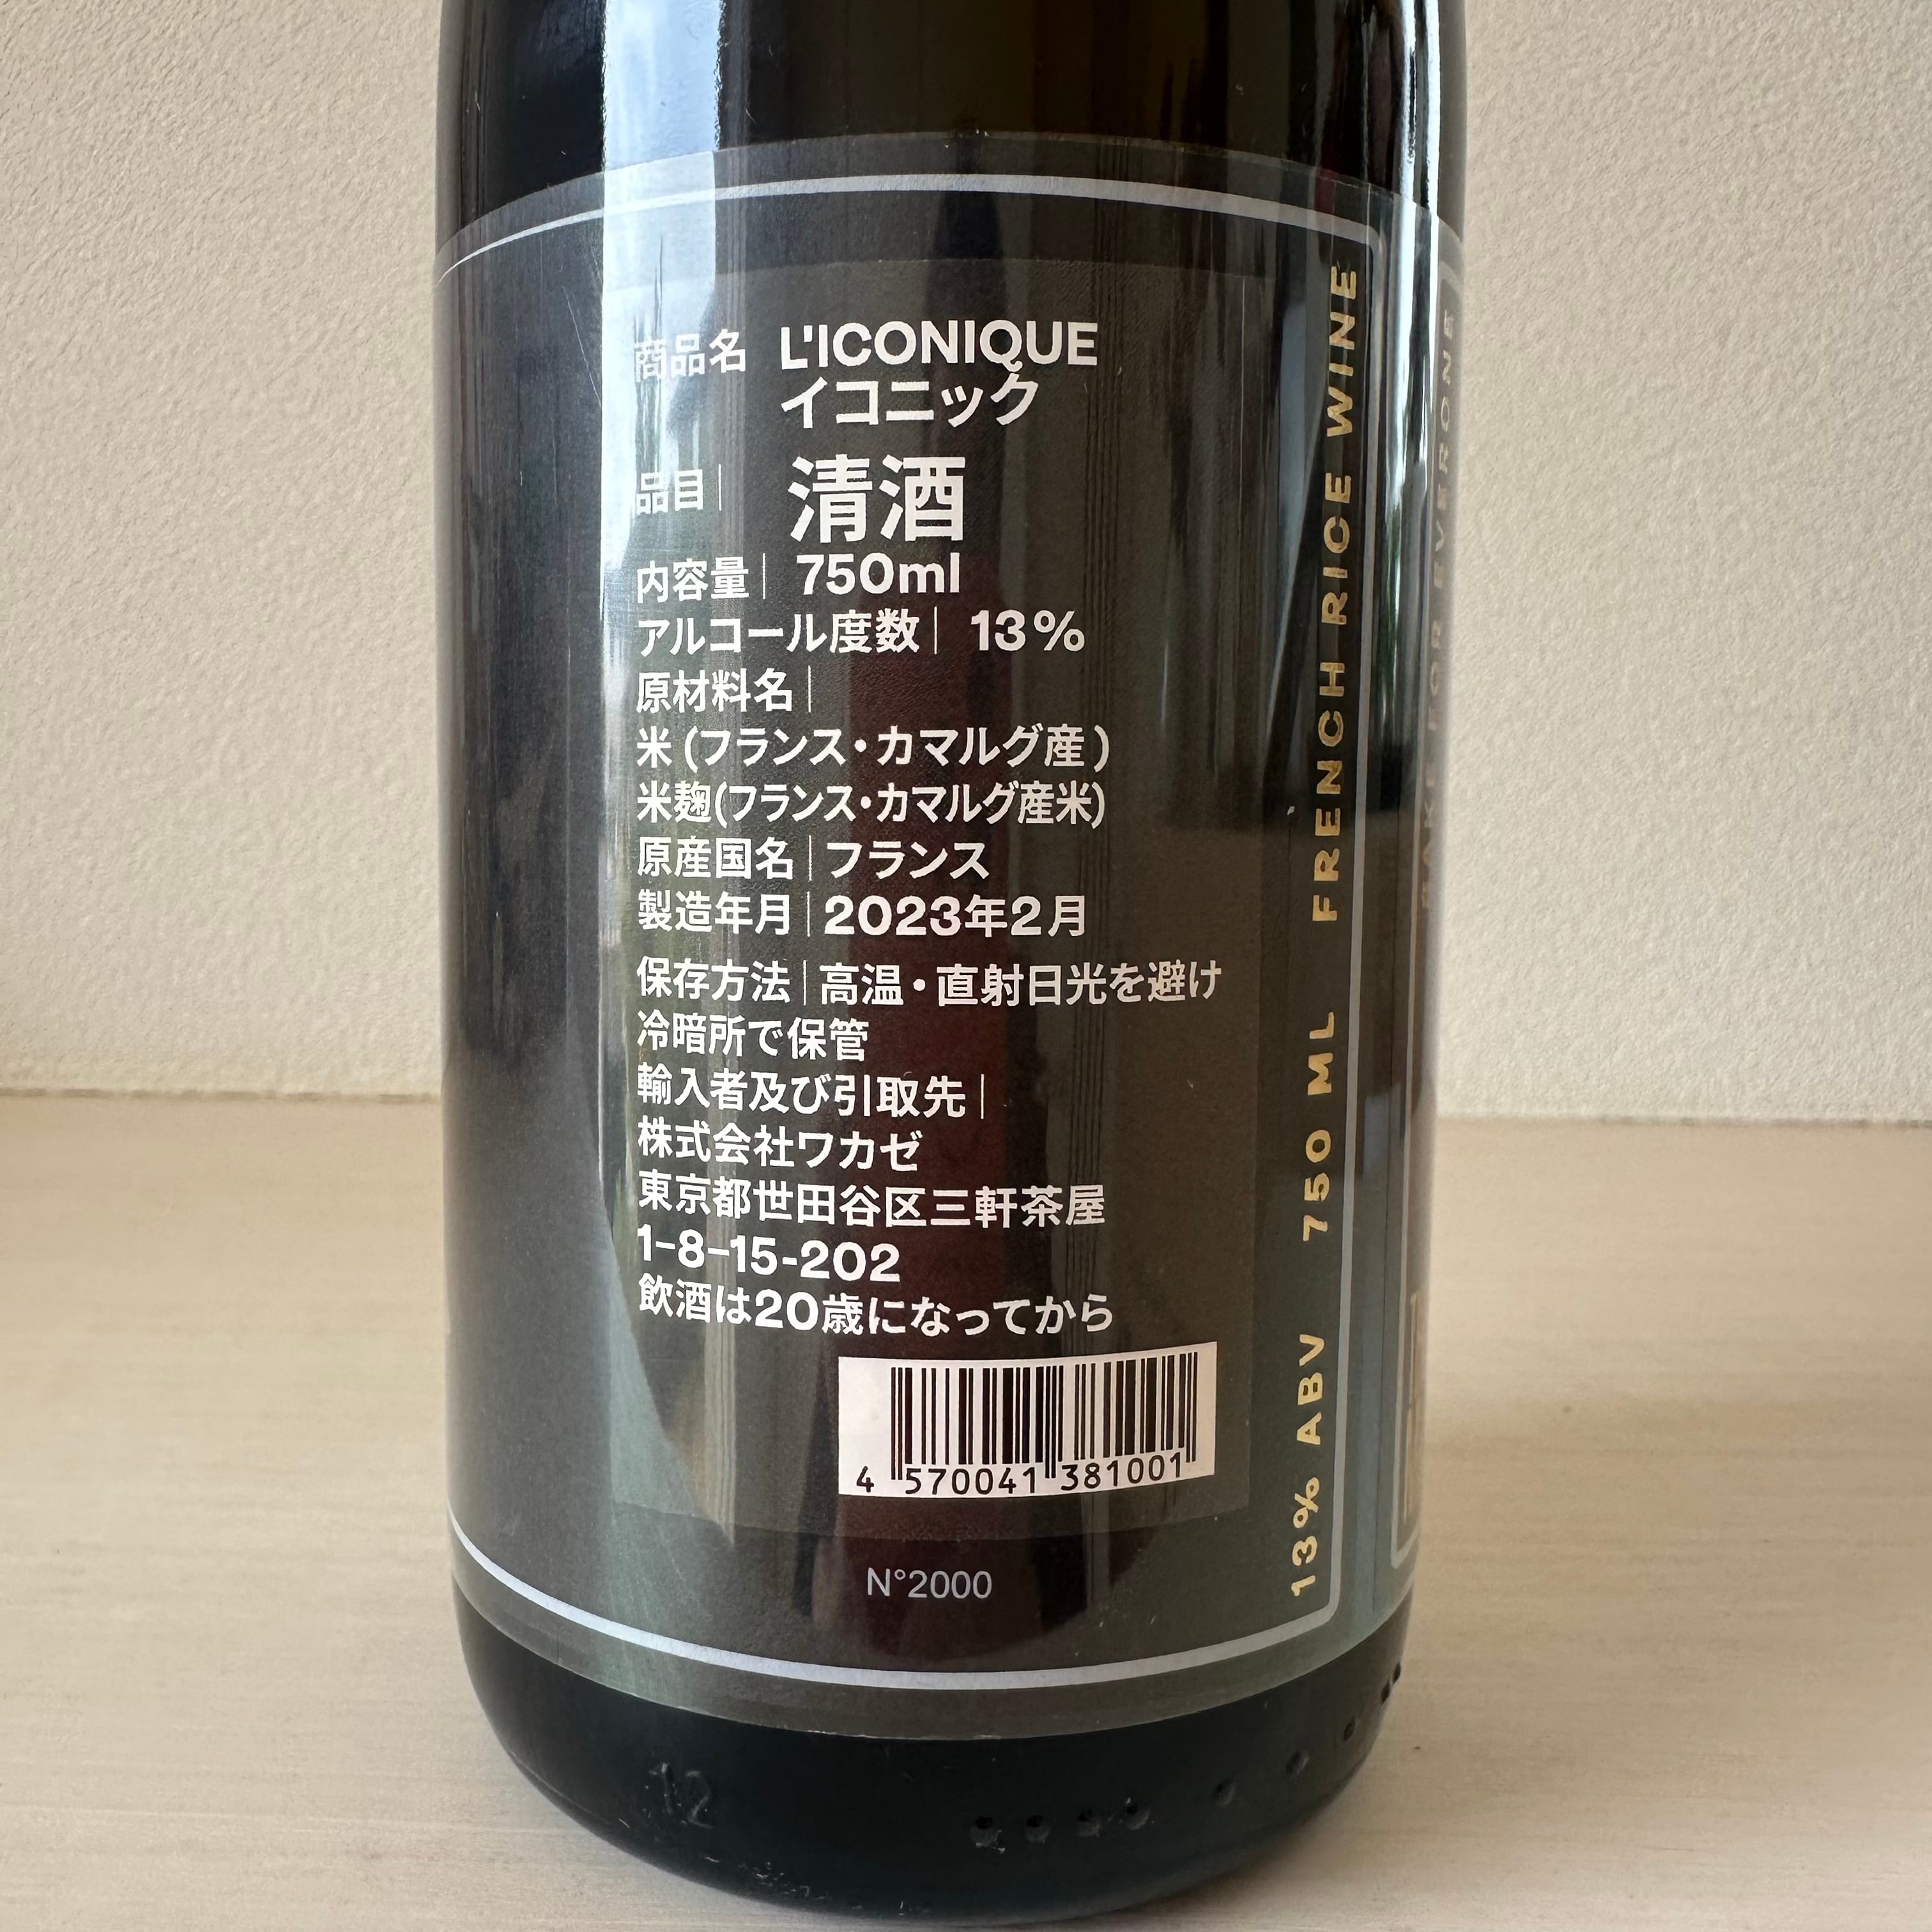 商品名 L'ICONIQUE
イコニック
品目| 清酒
内容量| 750ml
アルコール度数| 13%
原材料名|
米(フランス・カマルグ産)
米麹(フランス・カマルグ産米)
原産国名|フランス
製造年月|2023年2月
保存方法|高温・直射日光を避け
冷暗所で保管
輸入者及び引取先|
株式会社ワカゼ
東京都世田谷区三軒茶屋
1-8-15-202
飲酒は20歳になってから
4 570041 381001
N°2000
13% ABV 750 ML FRENCH RICE WINE
SAKE FOR EVERONE
12